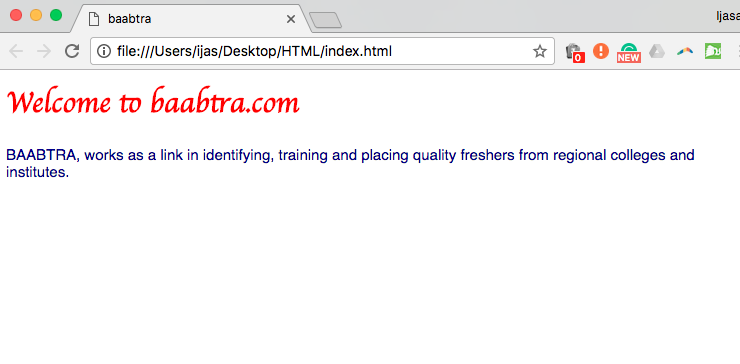 baabtra
Ijasa
file:///Users/ijas/Desktop/HTML/index.html
0
NEW
Welcome to baabtra.com
BAABTRA, works as a link in identifying, training and placing quality freshers from regional colleges and
institutes.